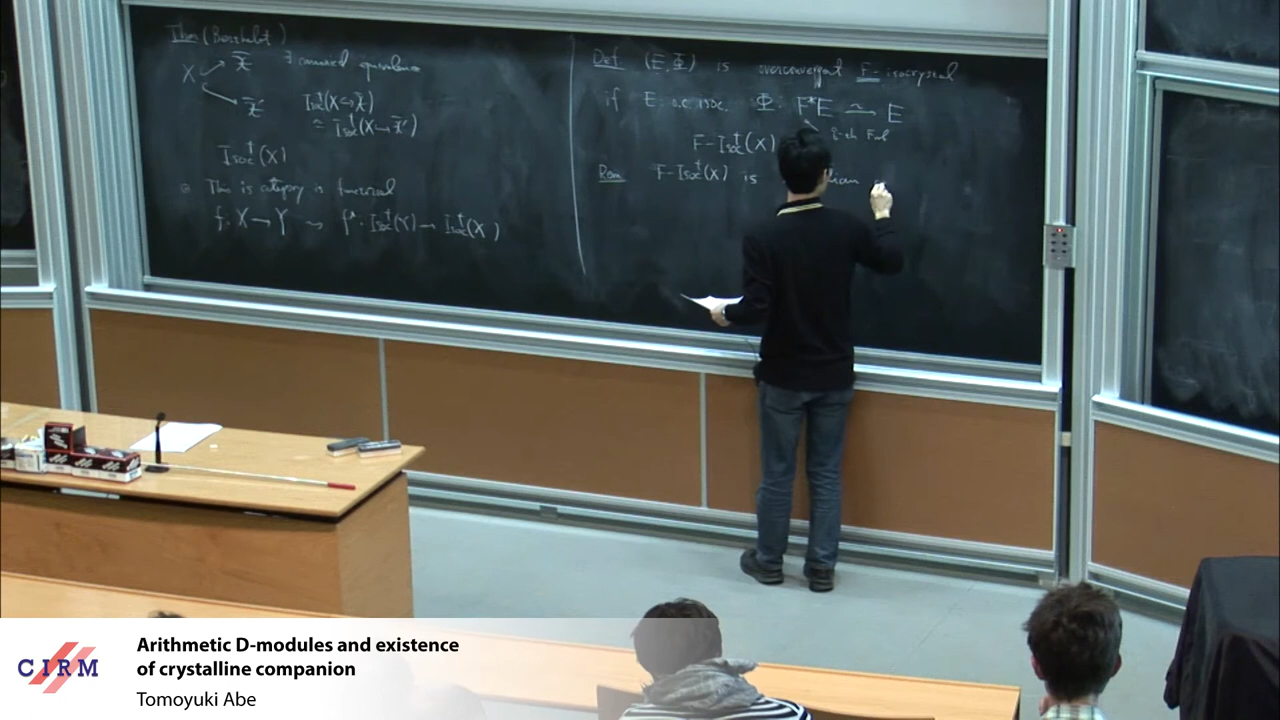 Thm (Berthelot)
X
∃ canonical equivalence
Isoc†(X↪X̄)
≅ Isoc†(X↪X̄')
Isoc†(X)
This is category is functorial
f: X → Y ⇝ f* : Isoc†(Y) → Isoc†(X)
Def (E, Φ) is overconvergent F-isocrystal
if E: o.c. isoc. Φ: F*E ≃ E
F-Isoc†(X)
Rem F-Isoc†(X) is
CIRM
Arithmetic D-modules and existence
of crystalline companion
Tomoyuki Abe